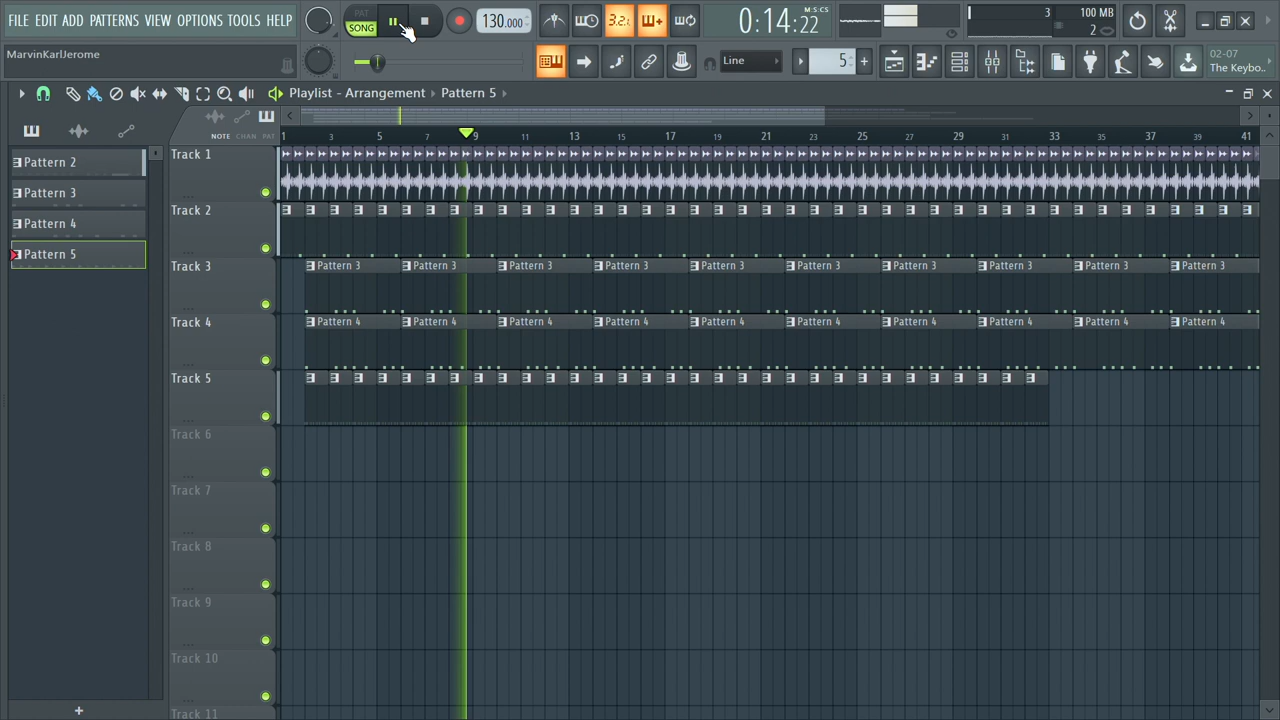 FILE EDIT ADD PATTERNS VIEW OPTIONS TOOLS HELP
PAT
SONG
130.000
3.2.
0:14:22
M:S:CS
3
100 MB
2
MarvinKarlJerome
Line
5
02-07
The Keybo..
Playlist - Arrangement
Pattern 5
NOTE CHAN PAT
1 3 5 7 9 11 13 15 17 19 21 23 25 27 29 31 33 35 37 39 41
Pattern 2
Pattern 3
Pattern 4
Pattern 5
Track 1
Track 2
Track 3
Pattern 3 Pattern 3 Pattern 3 Pattern 3 Pattern 3 Pattern 3 Pattern 3 Pattern 3 Pattern 3 Pattern 3
Track 4
Pattern 4 Pattern 4 Pattern 4 Pattern 4 Pattern 4 Pattern 4 Pattern 4 Pattern 4 Pattern 4 Pattern 4
Track 5
Track 6
Track 7
Track 8
Track 9
Track 10
Track 11